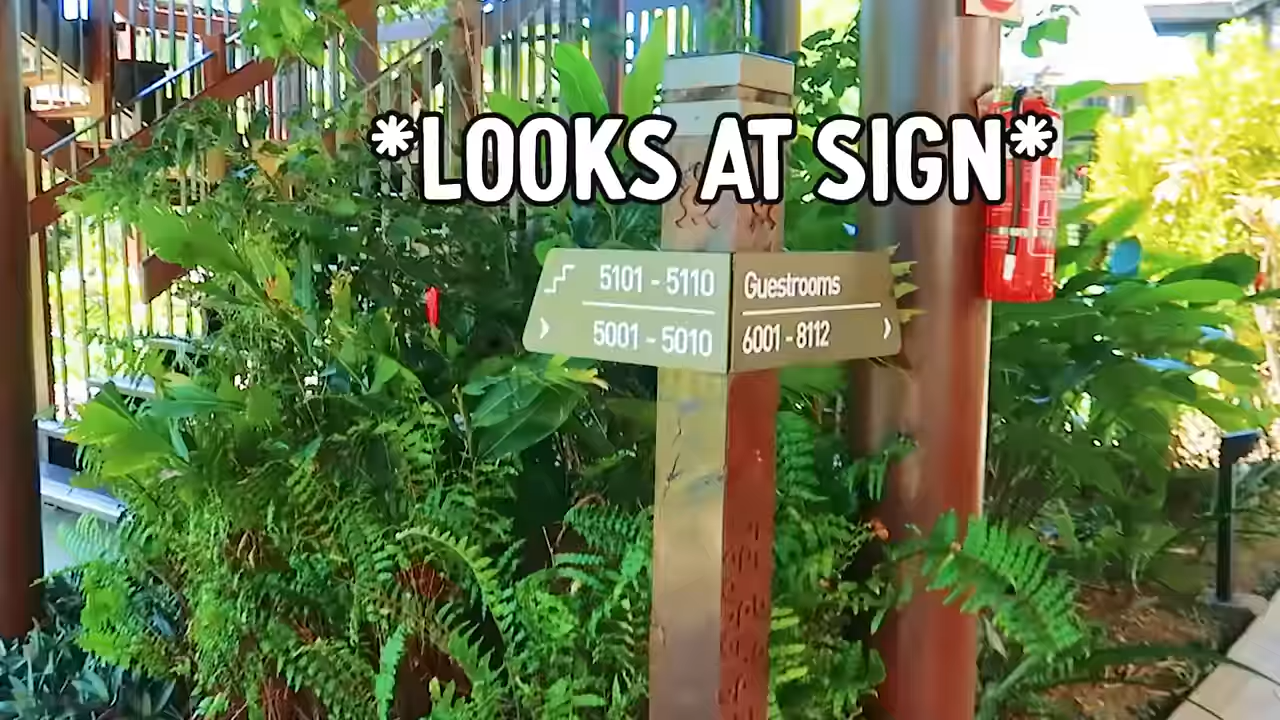 *LOOKS AT SIGN*
5101 - 5110
5001 - 5010
Guestrooms
6001 - 8112